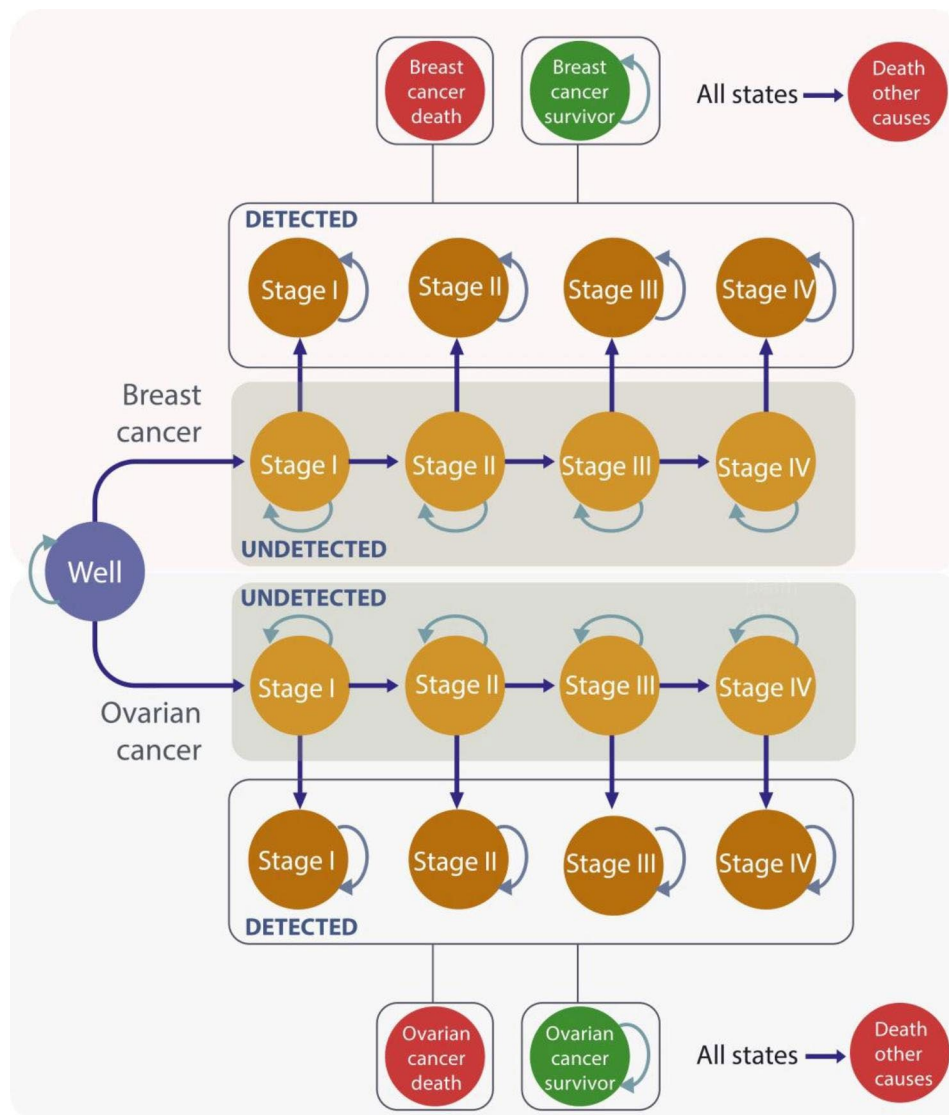 Breast
cancer
death
Breast
cancer
survivor
All states
Death
other
causes
DETECTED
Stage I
Stage II
Stage III
Stage IV
Breast
cancer
Stage I
Stage II
Stage III
Stage IV
UNDETECTED
Well
UNDETECTED
Stage I
Stage II
Stage III
Stage IV
Ovarian
cancer
Stage I
Stage II
Stage III
Stage IV
DETECTED
Ovarian
cancer
death
Ovarian
cancer
survivor
All states
Death
other
causes